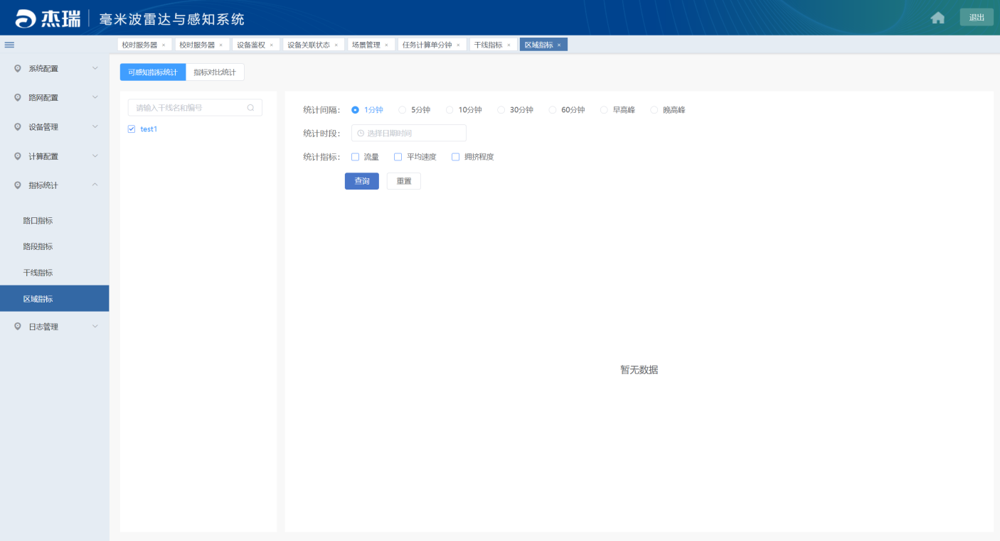 杰瑞 毫米波雷达与感知系统 退出
校时服务器 × 校时服务器 × 设备鉴权 × 设备关联状态 × 场景管理 × 任务计算单分钟 × 干线指标 × 区域指标 ×
系统配置
路网配置
设备管理
计算配置
指标统计
路口指标
路段指标
干线指标
区域指标
日志管理
可感知指标统计 指标对比统计
请输入干线名和编号
test1
统计间隔: 1分钟 5分钟 10分钟 30分钟 60分钟 早高峰 晚高峰
统计时段: 选择日期时间
统计指标: 流量 平均速度 拥挤程度
查询 重置
暂无数据